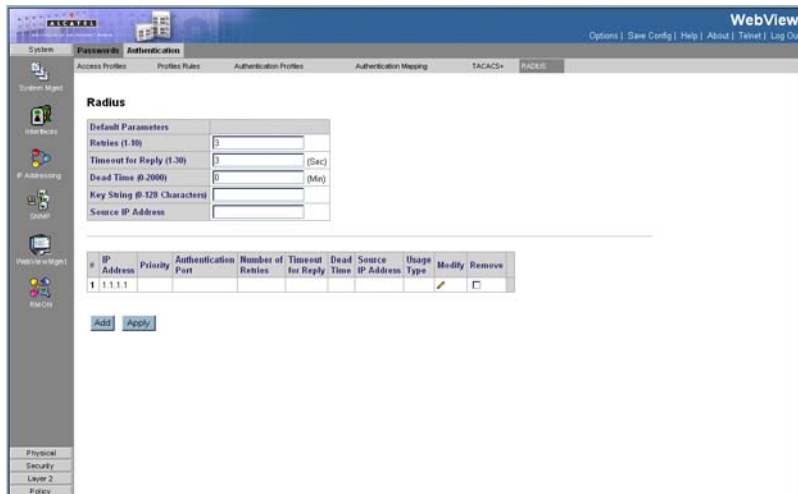 ALCATEL
WebView
Options | Save Config | Help | About | Telnet | Log Ou
System
Passwords Authentication
Access Profiles Profiles Rules Authentication Profiles Authentication Mapping TACACS+ RADIUS
System Mgmt
Interfaces
IP Addressing
SNMP
WebViewMgmt
RMON
Radius
Default Parameters
Retries (1-10) 3
Timeout for Reply (1-30) 3 (Sec)
Dead Time (0-2000) 0 (Min)
Key String (0-128 Characters)
Source IP Address
# IP Address Priority Authentication Port Number of Retries Timeout for Reply Dead Time Source IP Address Usage Type Modify Remove
1 1.1.1.1
Add Apply
Physical
Security
Layer 2
Policy